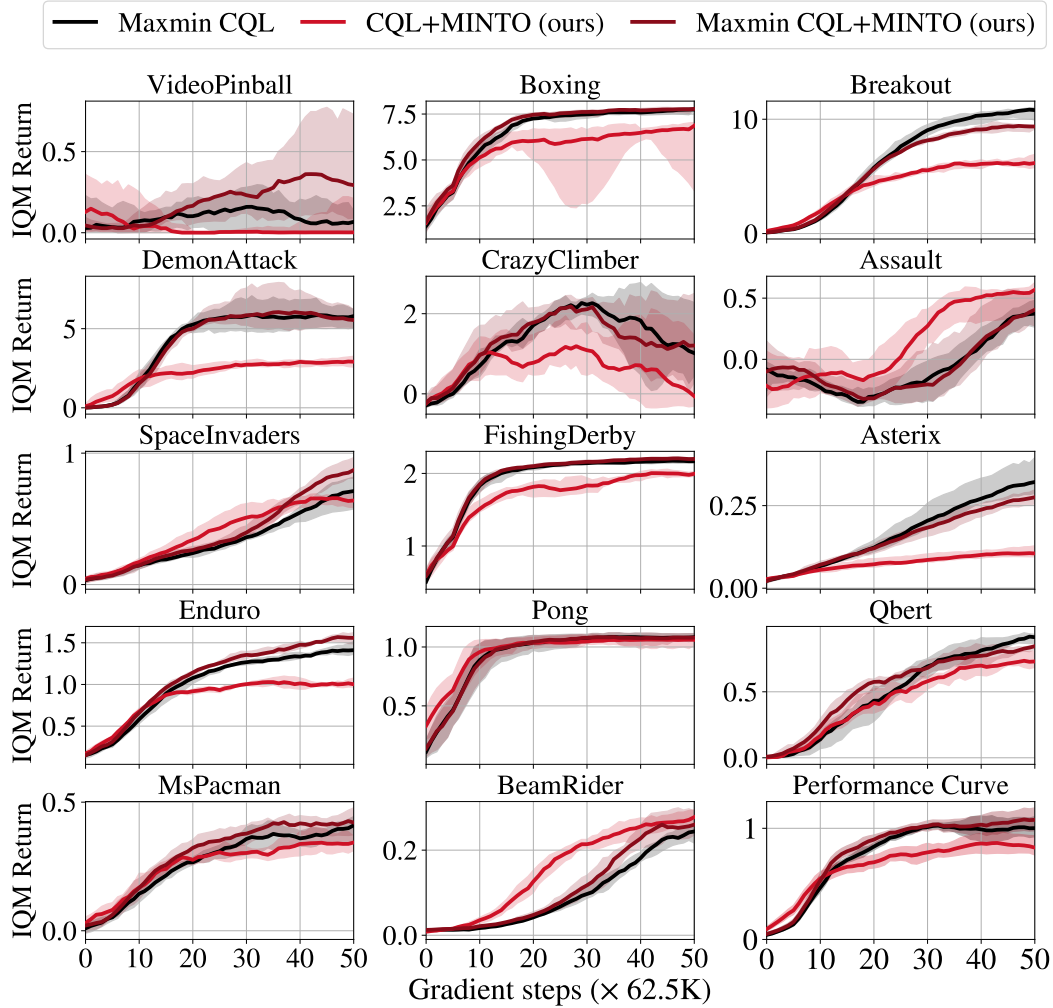 Maxmin CQL CQL+MINTO (ours) Maxmin CQL+MINTO (ours)
VideoPinball Boxing Breakout
IQM Return
0.5
0.0
7.5
5.0
2.5
10
0
DemonAttack CrazyClimber Assault
IQM Return
5
0
2
0
0.5
0.0
SpaceInvaders FishingDerby Asterix
IQM Return
1
0
2
1
0.25
0.00
Enduro Pong Qbert
IQM Return
1.5
1.0
0.5
1.0
0.5
0.5
0.0
MsPacman BeamRider Performance Curve
IQM Return
0.5
0.0
0.2
0.0
1
0
0 10 20 30 40 50 0 10 20 30 40 50 0 10 20 30 40 50
Gradient steps (× 62.5K)